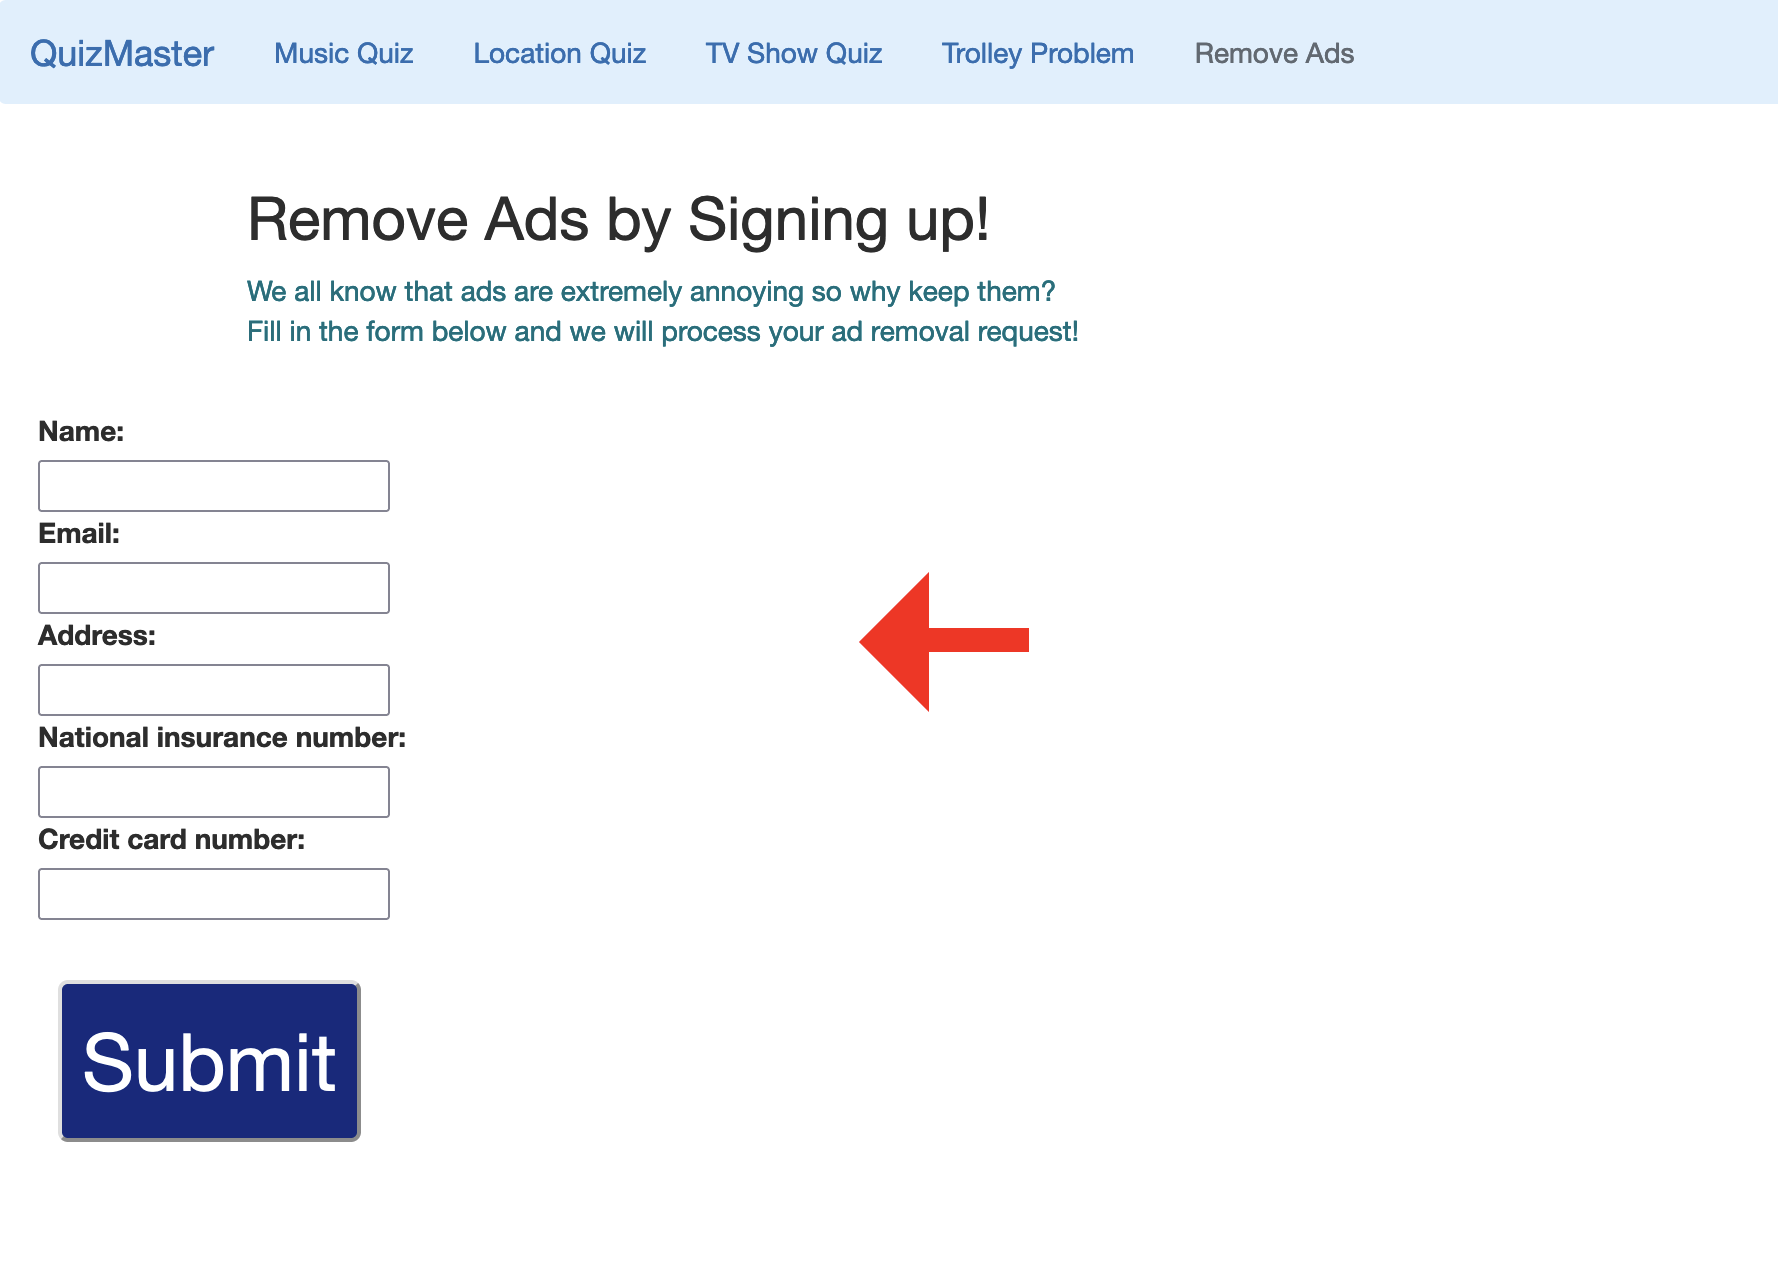 QuizMaster Music Quiz Location Quiz TV Show Quiz Trolley Problem Remove Ads
Remove Ads by Signing up!
We all know that ads are extremely annoying so why keep them?
Fill in the form below and we will process your ad removal request!
Name:
Email:
Address:
National insurance number:
Credit card number:
Submit